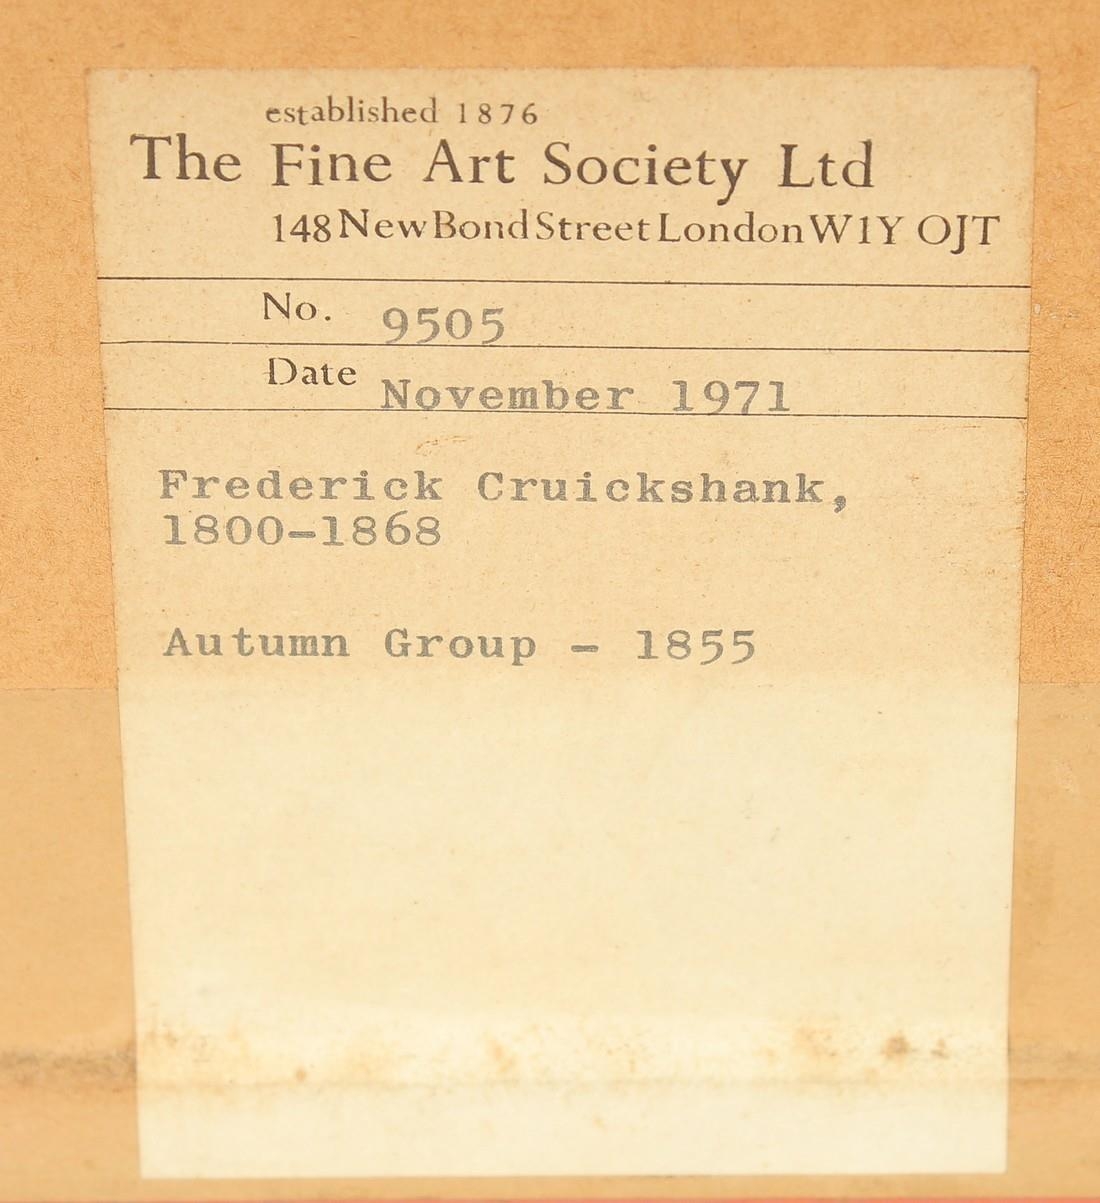 established 1876
The Fine Art Society Ltd
148 New Bond Street London W1Y OJT
No. 9505
Date November 1971
Frederick Cruickshank,
1800-1868
Autumn Group - 1855